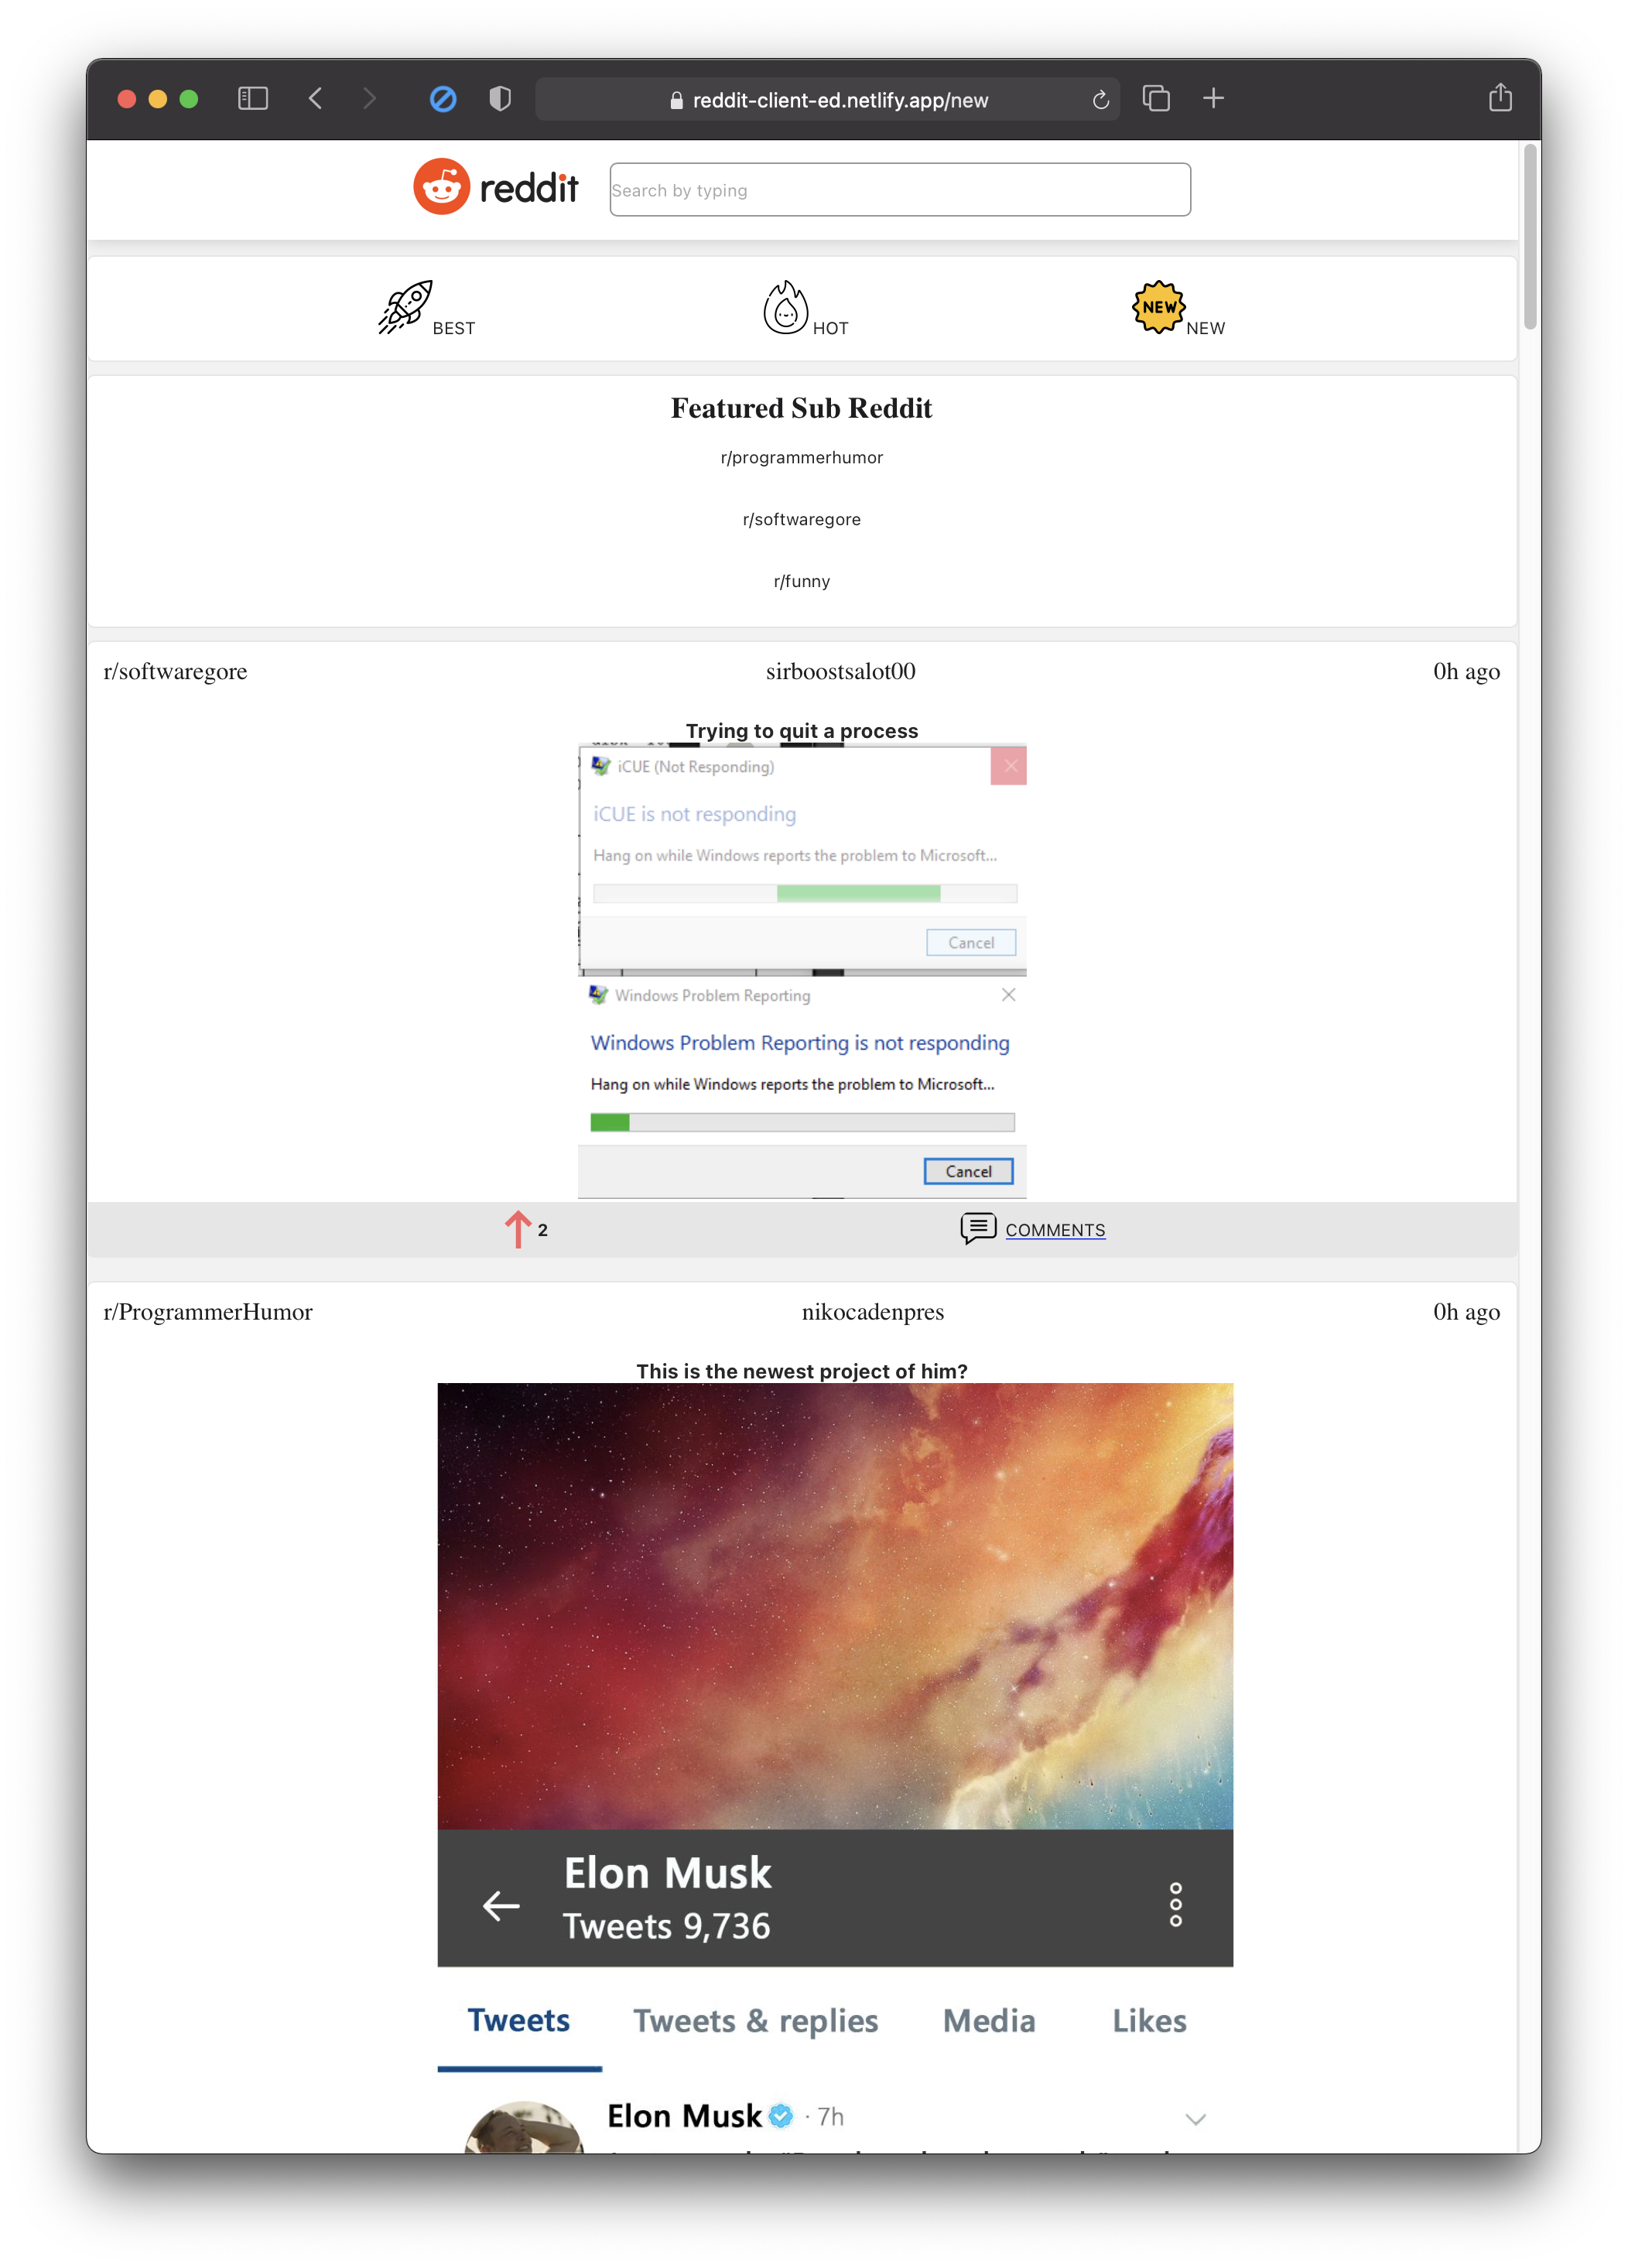 reddit-client-ed.netlify.app/new
reddit
Search by typing
BEST
HOT
NEW
NEW
Featured Sub Reddit
r/programmerhumor
r/softwaregore
r/funny
r/softwaregore sirboostsalot00 0h ago
Trying to quit a process
iCUE (Not Responding)
iCUE is not responding
Hang on while Windows reports the problem to Microsoft...
Cancel
Windows Problem Reporting
Windows Problem Reporting is not responding
Hang on while Windows reports the problem to Microsoft...
Cancel
2 COMMENTS
r/ProgrammerHumor nikocadenpres 0h ago
This is the newest project of him?
Elon Musk
Tweets 9,736
Tweets Tweets & replies Media Likes
Elon Musk · 7h